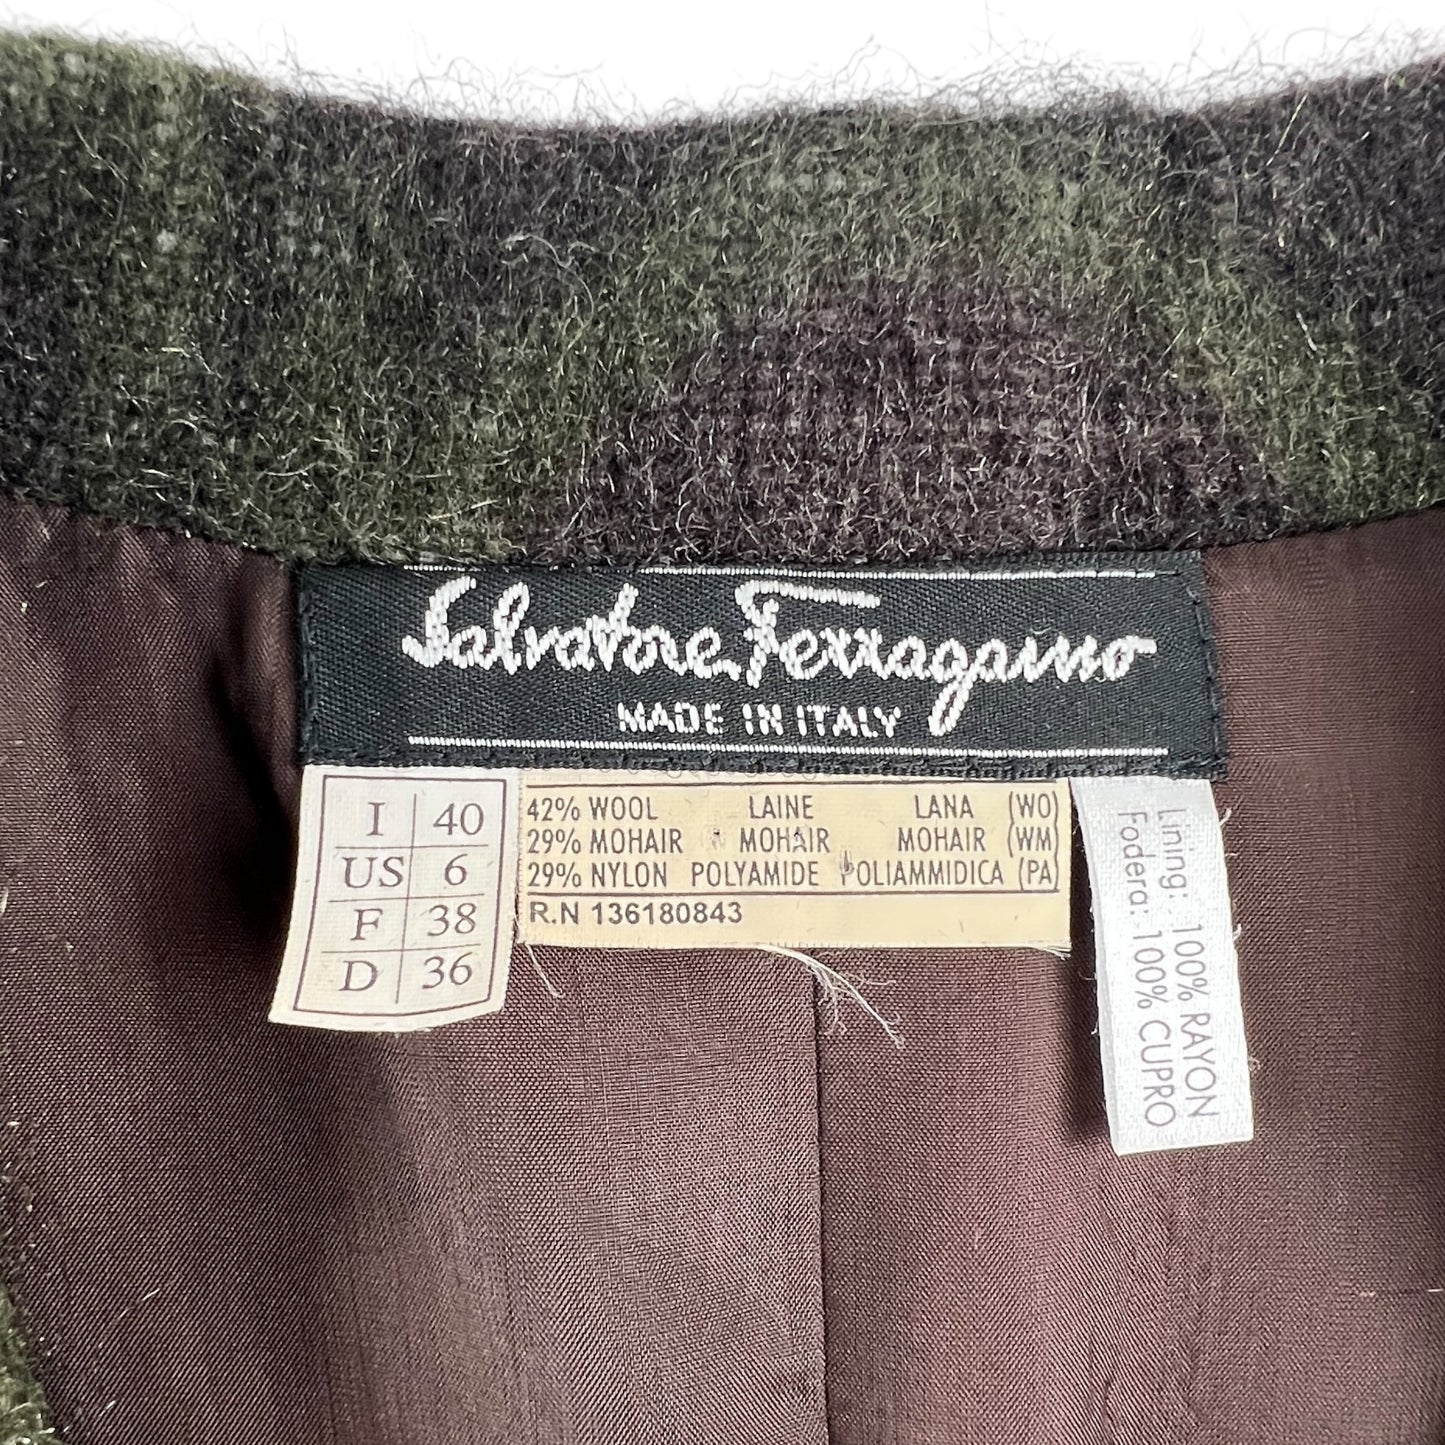 Salvatore Ferragamo
MADE IN ITALY
I 40
US 6
F 38
D 36
42% WOOL LAINE LANA (WO)
29% MOHAIR MOHAIR MOHAIR (WM)
29% NYLON POLYAMIDE POLIAMMIDICA (PA)
R.N 136180843
Lining: 100% RAYON
Fodera: 100% CUPRO